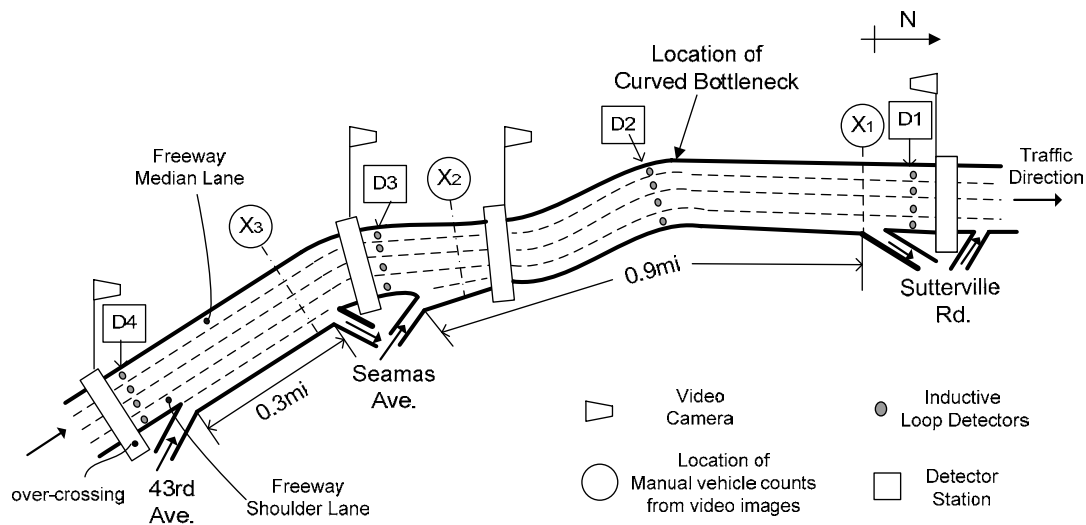 N
Location of
Curved Bottleneck
D2
X1
D1
Traffic
Direction
Freeway
Median Lane
D3
X2
X3
0.9mi
Sutterville
Rd.
D4
Seamas
Ave.
0.3mi
over-crossing
43rd
Ave.
Freeway
Shoulder Lane
Video
Camera
Inductive
Loop Detectors
Location of
Manual vehicle counts
from video images
Detector
Station